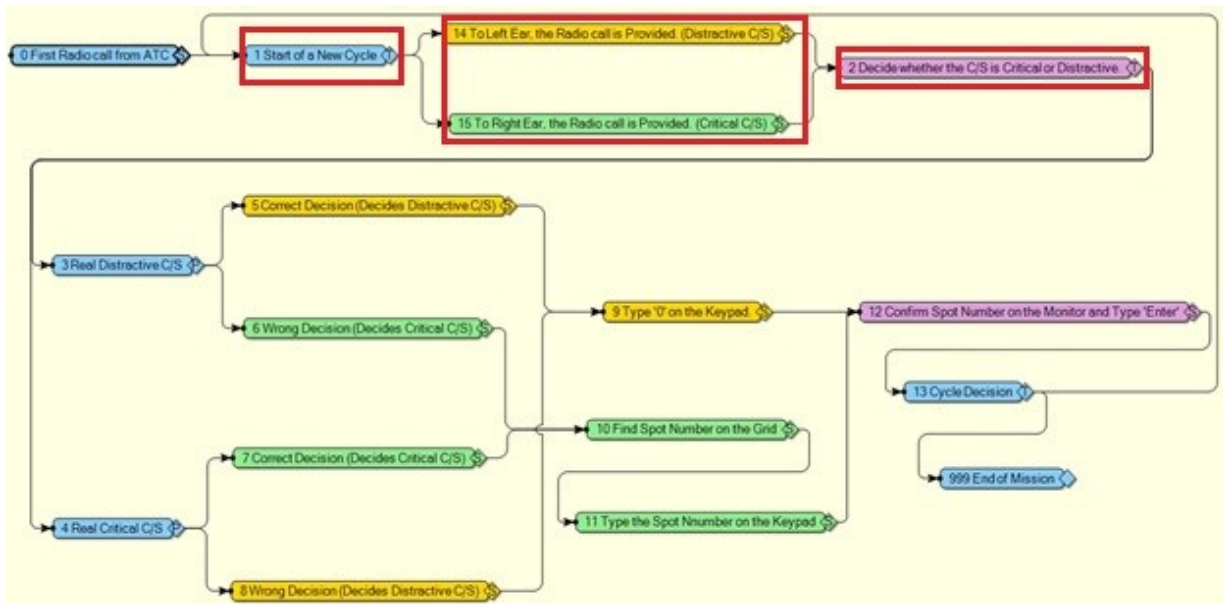 0 First Radio call from ATC
1 Start of a New Cycle
14 To Left Ear, the Radio call is Provided. (Distractive C/S)
15 To Right Ear, the Radio call is Provided. (Critical C/S)
2 Decide whether the C/S is Critical or Distractive.
3 Real Distractive C/S
5 Correct Decision (Decides Distractive C/S)
6 Wrong Decision (Decides Critical C/S)
4 Real Critical C/S
7 Correct Decision (Decides Critical C/S)
8 Wrong Decision (Decides Distractive C/S)
9 Type '0' on the Keypad.
10 Find Spot Number on the Grid
11 Type the Spot Nnumber on the Keypad
12 Confirm Spot Number on the Monitor and Type 'Enter'
13 Cycle Decision
999 End of Mission